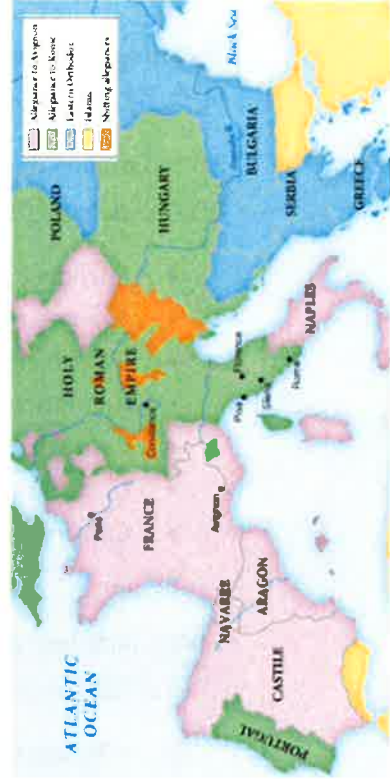 Allegiance to Avignon
Allegiance to Rome
Eastern Orthodox
Islamic
Shifting allegiances
ATLANTIC
OCEAN
Black Sea
POLAND
HOLY
ROMAN
EMPIRE
HUNGARY
BULGARIA
SERBIA
GREECE
Constance
Paris
FRANCE
Avignon
Florence
Pisa
Siena
Rome
NAPLES
NAVARRE
ARAGON
CASTILE
PORTUGAL